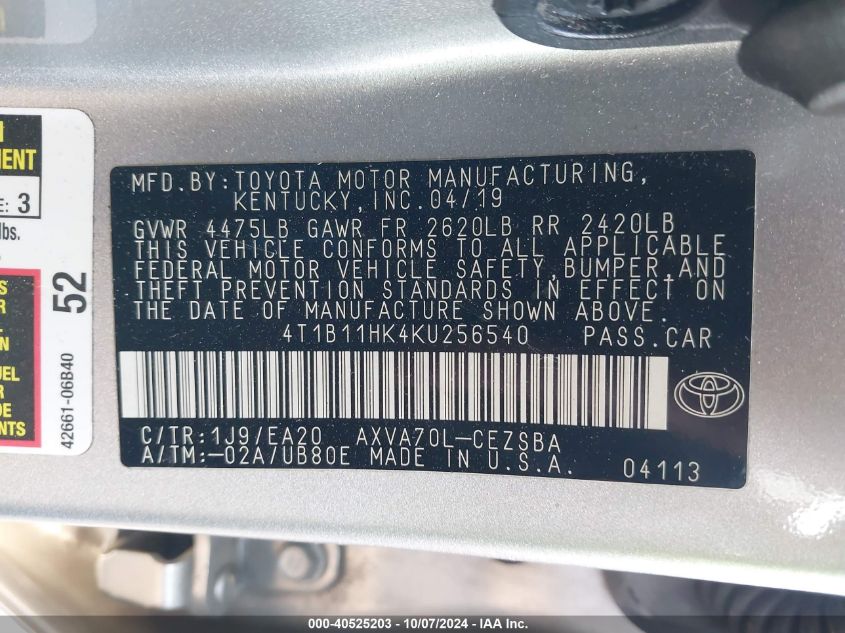 MFD.BY:TOYOTA MOTOR MANUFACTURING,
KENTUCKY,INC.04/19
GVWR 4475LB GAWR FR 2620LB RR 2420LB
THIS VEHICLE CONFORMS TO ALL APPLICABLE
FEDERAL MOTOR VEHICLE SAFETY,BUMPER,AND
THEFT PREVENTION STANDARDS IN EFFECT ON
THE DATE OF MANUFACTURE SHOWN ABOVE.
4T1B11HK4KU256540 PASS.CAR
C/TR:1J9/EA20 AXVA70L-CEZSBA
A/TM:-02A/UB80E MADE IN U.S.A. 04113
3
lbs.
52
42661-06B40
000-40525203 - 10/07/2024 - IAA Inc.